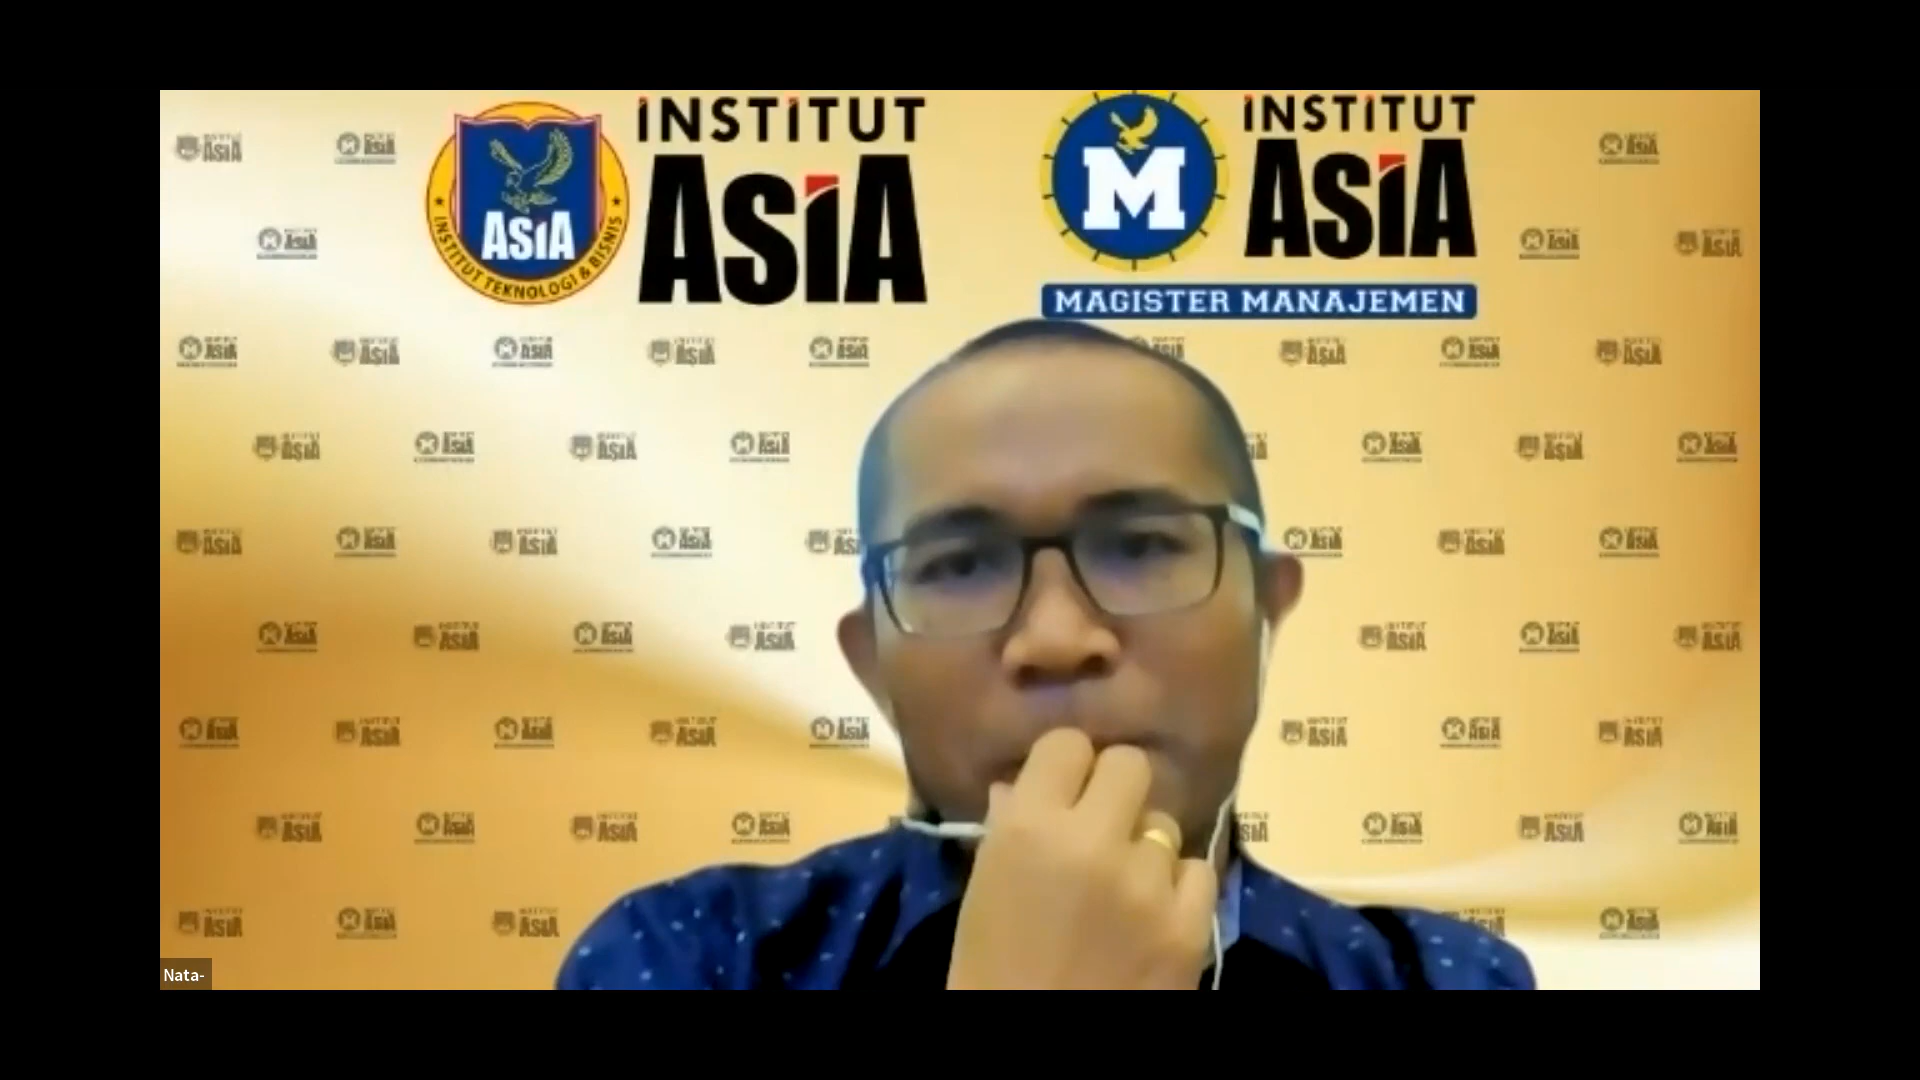 INSTiTUT
ASiA
ASiA
INSTITUT TEKNOLOGI & BISNIS
M
INSTiTUT
ASiA
MAGISTER MANAJEMEN
Nata-